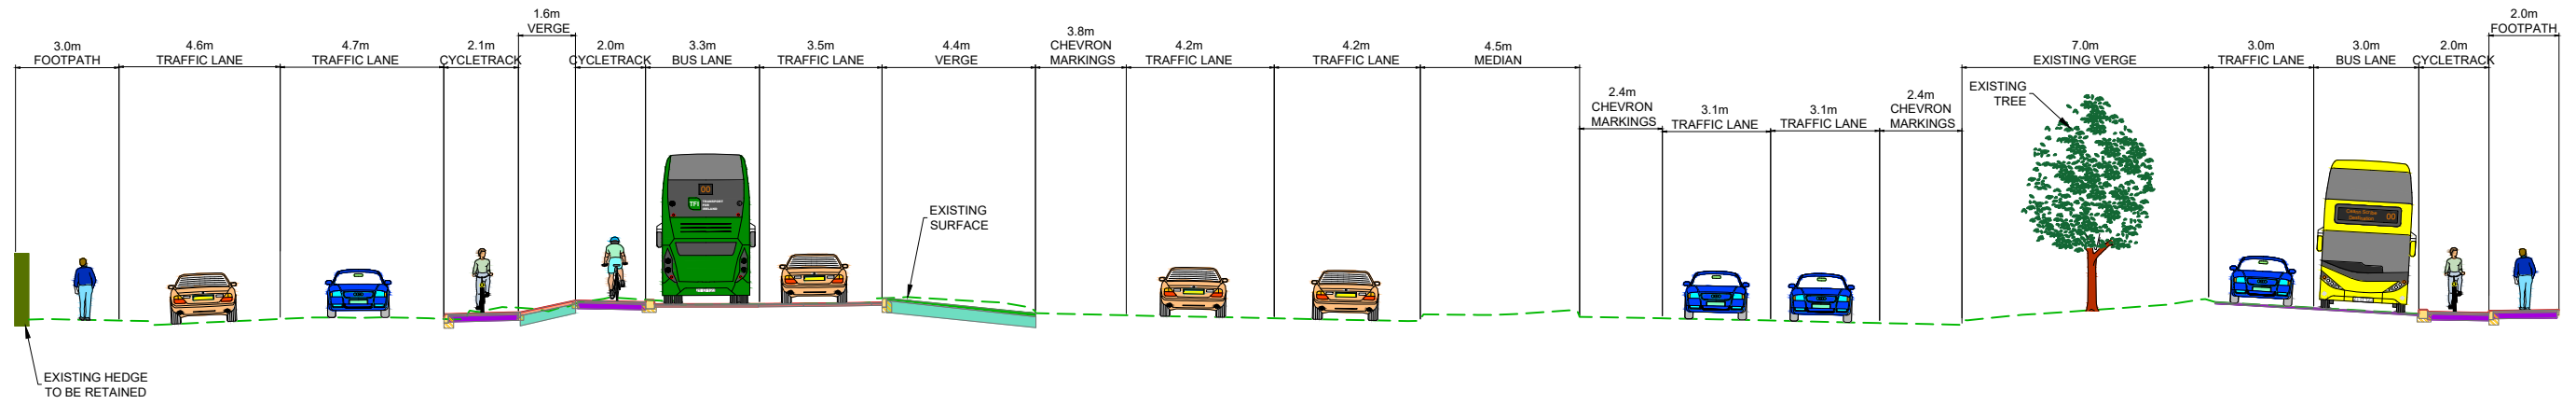 3.0m
FOOTPATH
4.6m
TRAFFIC LANE
4.7m
TRAFFIC LANE
2.1m
CYCLETRACK
1.6m
VERGE
2.0m
CYCLETRACK
3.3m
BUS LANE
3.5m
TRAFFIC LANE
4.4m
VERGE
3.8m
CHEVRON
MARKINGS
4.2m
TRAFFIC LANE
4.2m
TRAFFIC LANE
4.5m
MEDIAN
2.4m
CHEVRON
MARKINGS
3.1m
TRAFFIC LANE
3.1m
TRAFFIC LANE
2.4m
CHEVRON
MARKINGS
7.0m
EXISTING VERGE
3.0m
TRAFFIC LANE
3.0m
BUS LANE
2.0m
CYCLETRACK
2.0m
FOOTPATH
EXISTING
TREE
00
TFI
TRANSPORT
FOR
IRELAND
EXISTING
SURFACE
00
EXISTING HEDGE
TO BE RETAINED